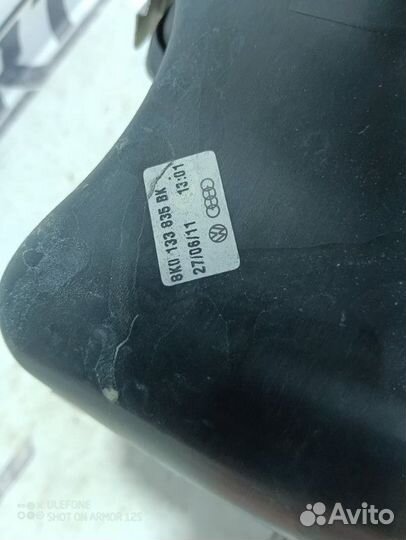 8K0 133 835 BK
27/06/11 13:01
ULEFONE
SHOT ON ARMOR 12S
Avito